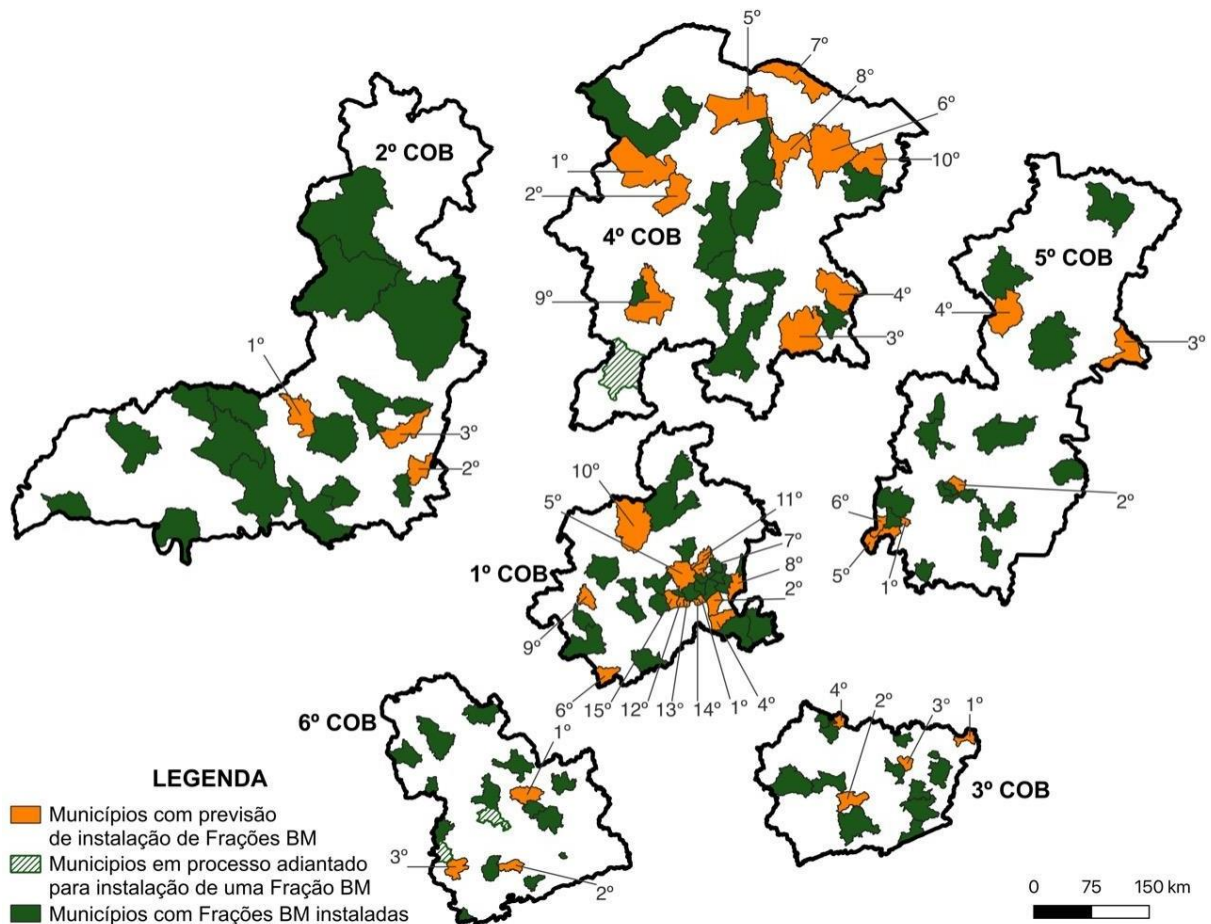 5º
7º
8º
6º
2º COB
1º
10º
2º
4º COB
5º COB
4º
9º
4º
3º
3º
1º
3º
2º
10º
11º
5º
7º
2º
6º
8º
1º COB
2º
5º
1º
9º
6º
15º
12º
13º
14º
1º
4º
6º COB
1º
4º
2º
3º
1º
LEGENDA
3º COB
Municípios com previsão
de instalação de Frações BM
Municipios em processo adiantado
para instalação de uma Fração BM
3º
2º
Municípios com Frações BM instaladas
0 75 150 km